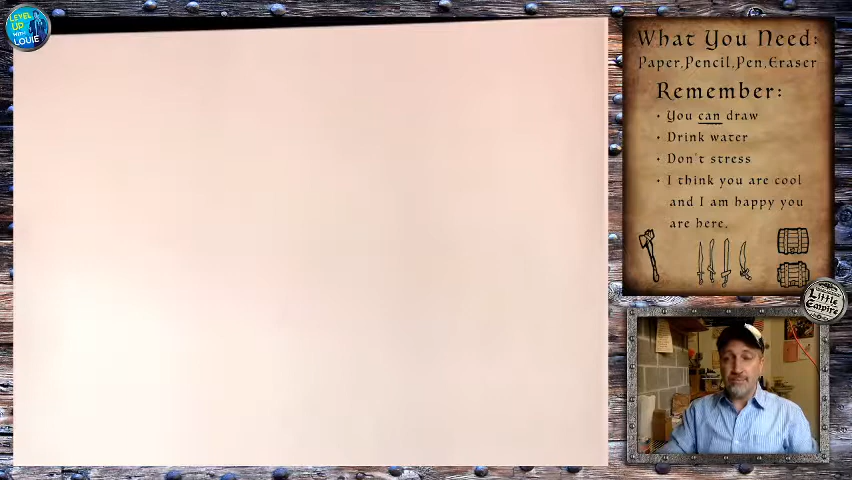 LEVEL
UP
WITH
LOUIE
What You Need:
Paper,Pencil,Pen,Eraser
Remember:
• You can draw
• Drink water
• Don't stress
• I think you are cool
and I am happy you
are here.
Little
Empire